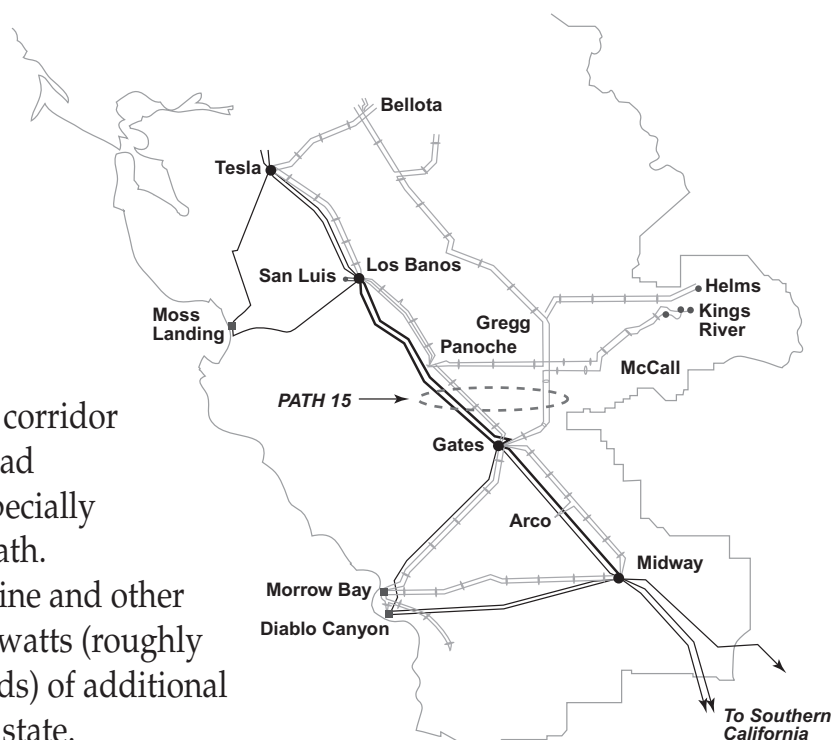 Bellota
Tesla
Los Banos
San Luis
Helms
Moss
Landing
Gregg
Kings
River
Panoche
McCall
PATH 15
corridor
ad
Gates
pecially
Arco
ath.
Midway
ine and other
Morrow Bay
watts (roughly
Diablo Canyon
ds) of additional
To Southern
California
state.